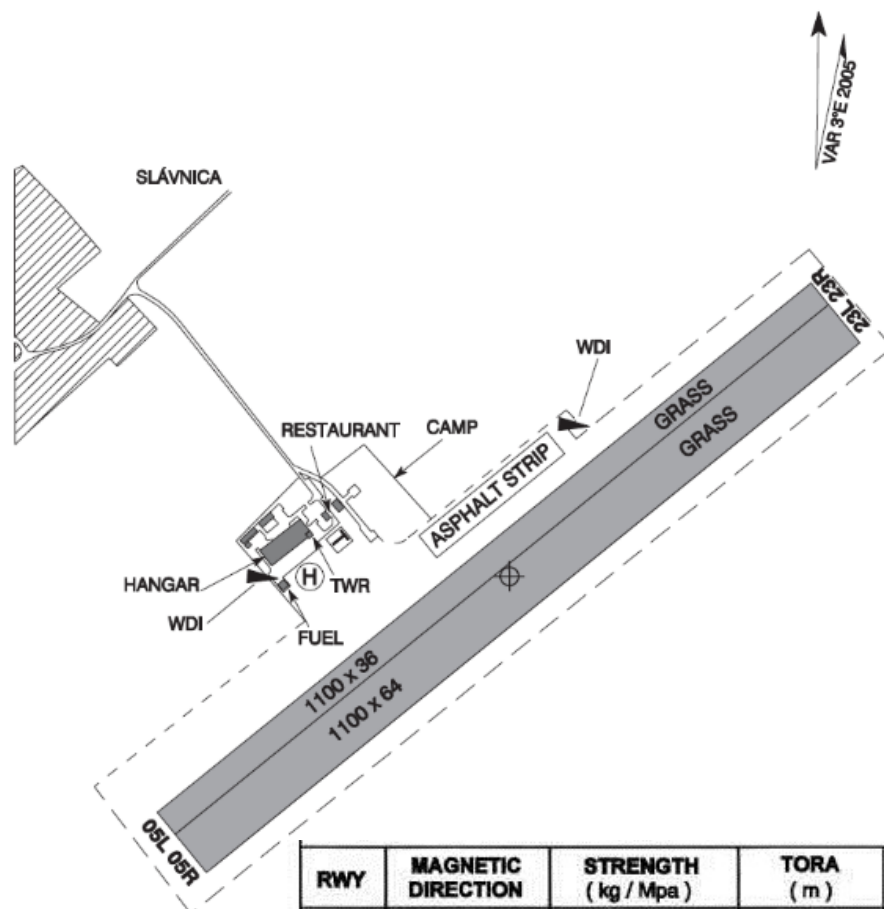 VAR 3°E 2005
SLÁVNICA
23L 23R
WDI
GRASS
GRASS
RESTAURANT
CAMP
ASPHALT STRIP
T
HANGAR
H
TWR
WDI
FUEL
1100 x 36
1100 x 64
05L 05R
RWY
MAGNETIC
DIRECTION
STRENGTH
( kg / Mpa )
TORA
( m )